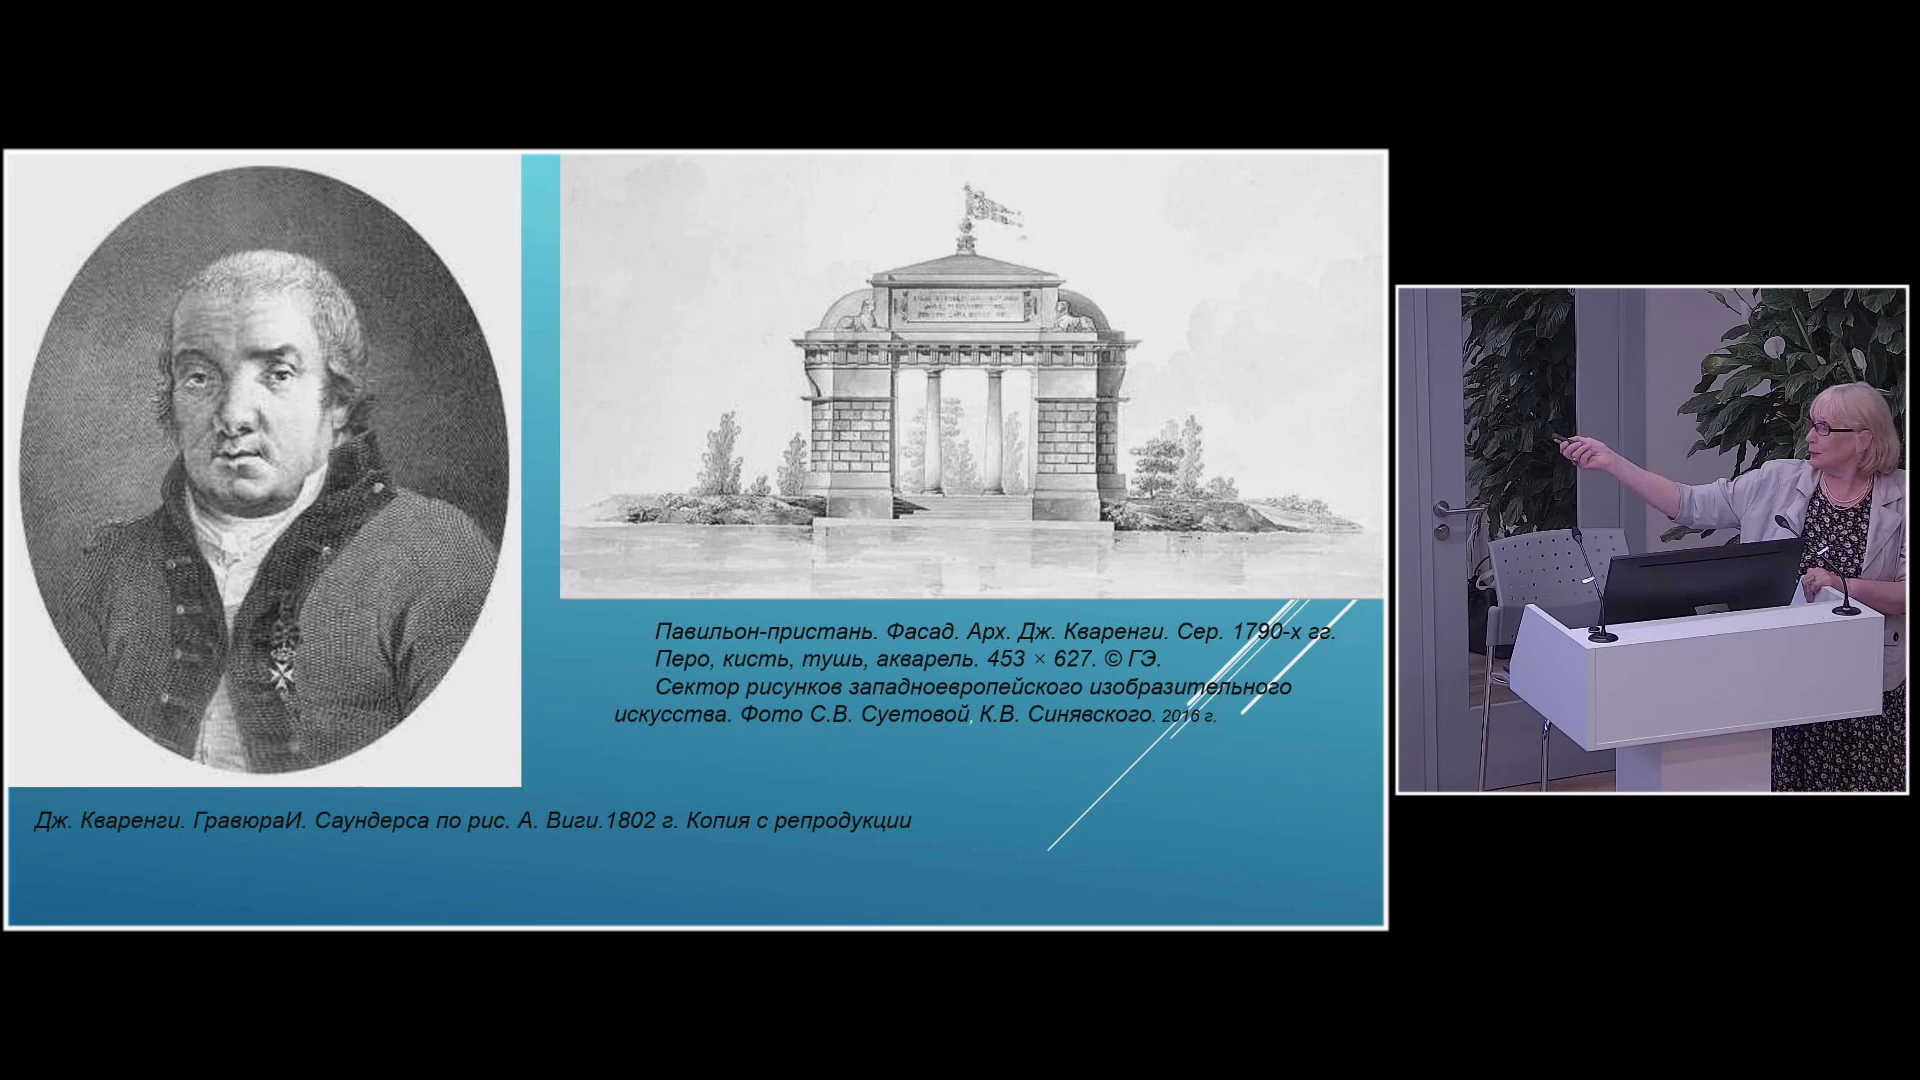 Павильон-пристань. Фасад. Арх. Дж. Кваренги. Сер. 1790-х гг.
Перо, кисть, тушь, акварель. 453 × 627. © ГЭ.
Сектор рисунков западноевропейского изобразительного
искусства. Фото С.В. Суетовой, К.В. Синявского. 2016 г.
Дж. Кваренги. ГравюраИ. Саундерса по рис. А. Виги.1802 г. Копия с репродукции